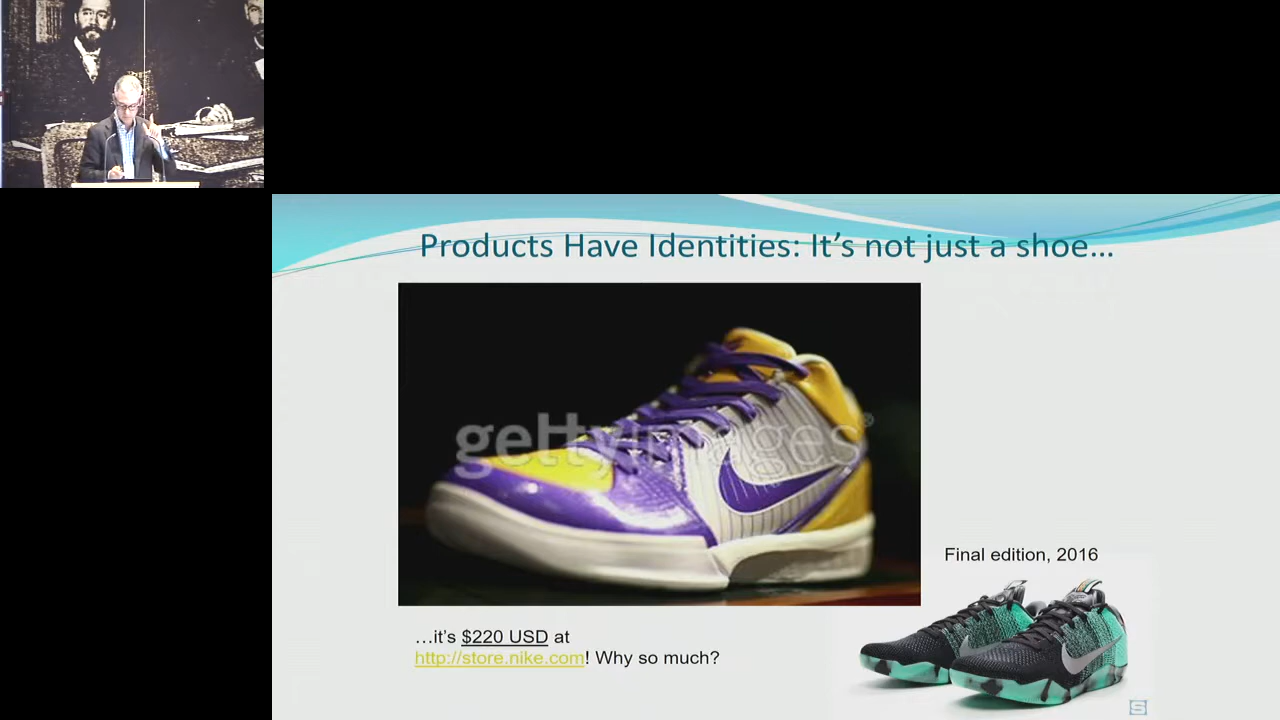 Products Have Identities: It’s not just a shoe…
gettyimages®
Final edition, 2016
…it’s $220 USD at
http://store.nike.com! Why so much?
S